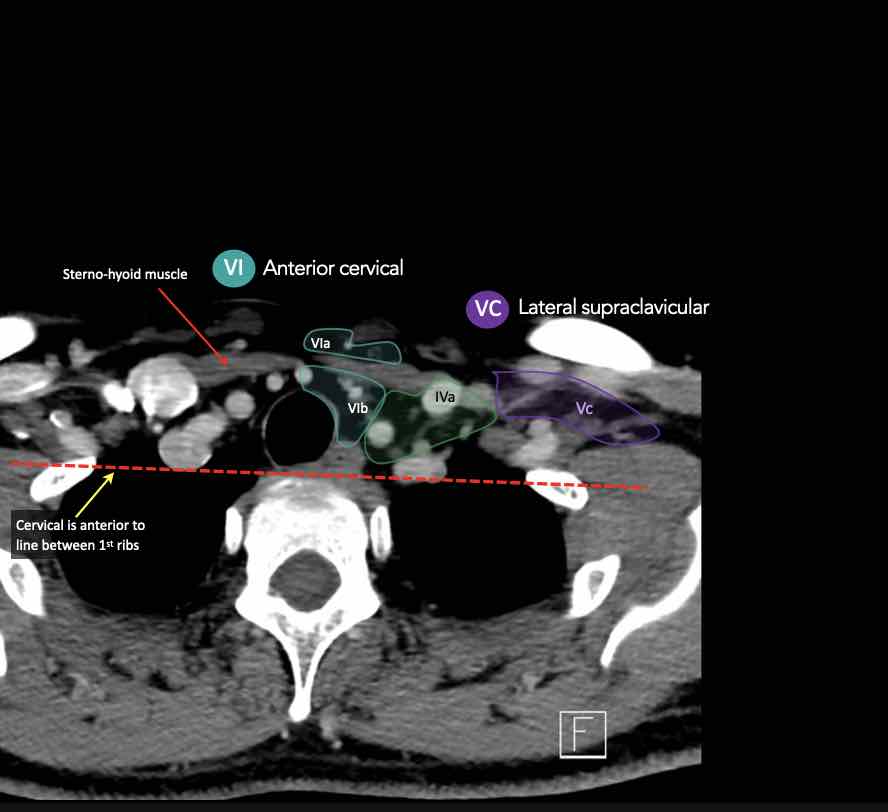 Sterno-hyoid muscle
VI Anterior cervical
VC Lateral supraclavicular
VIa
IVa
VIb
Vc
Cervical is anterior to
line between 1st ribs
F